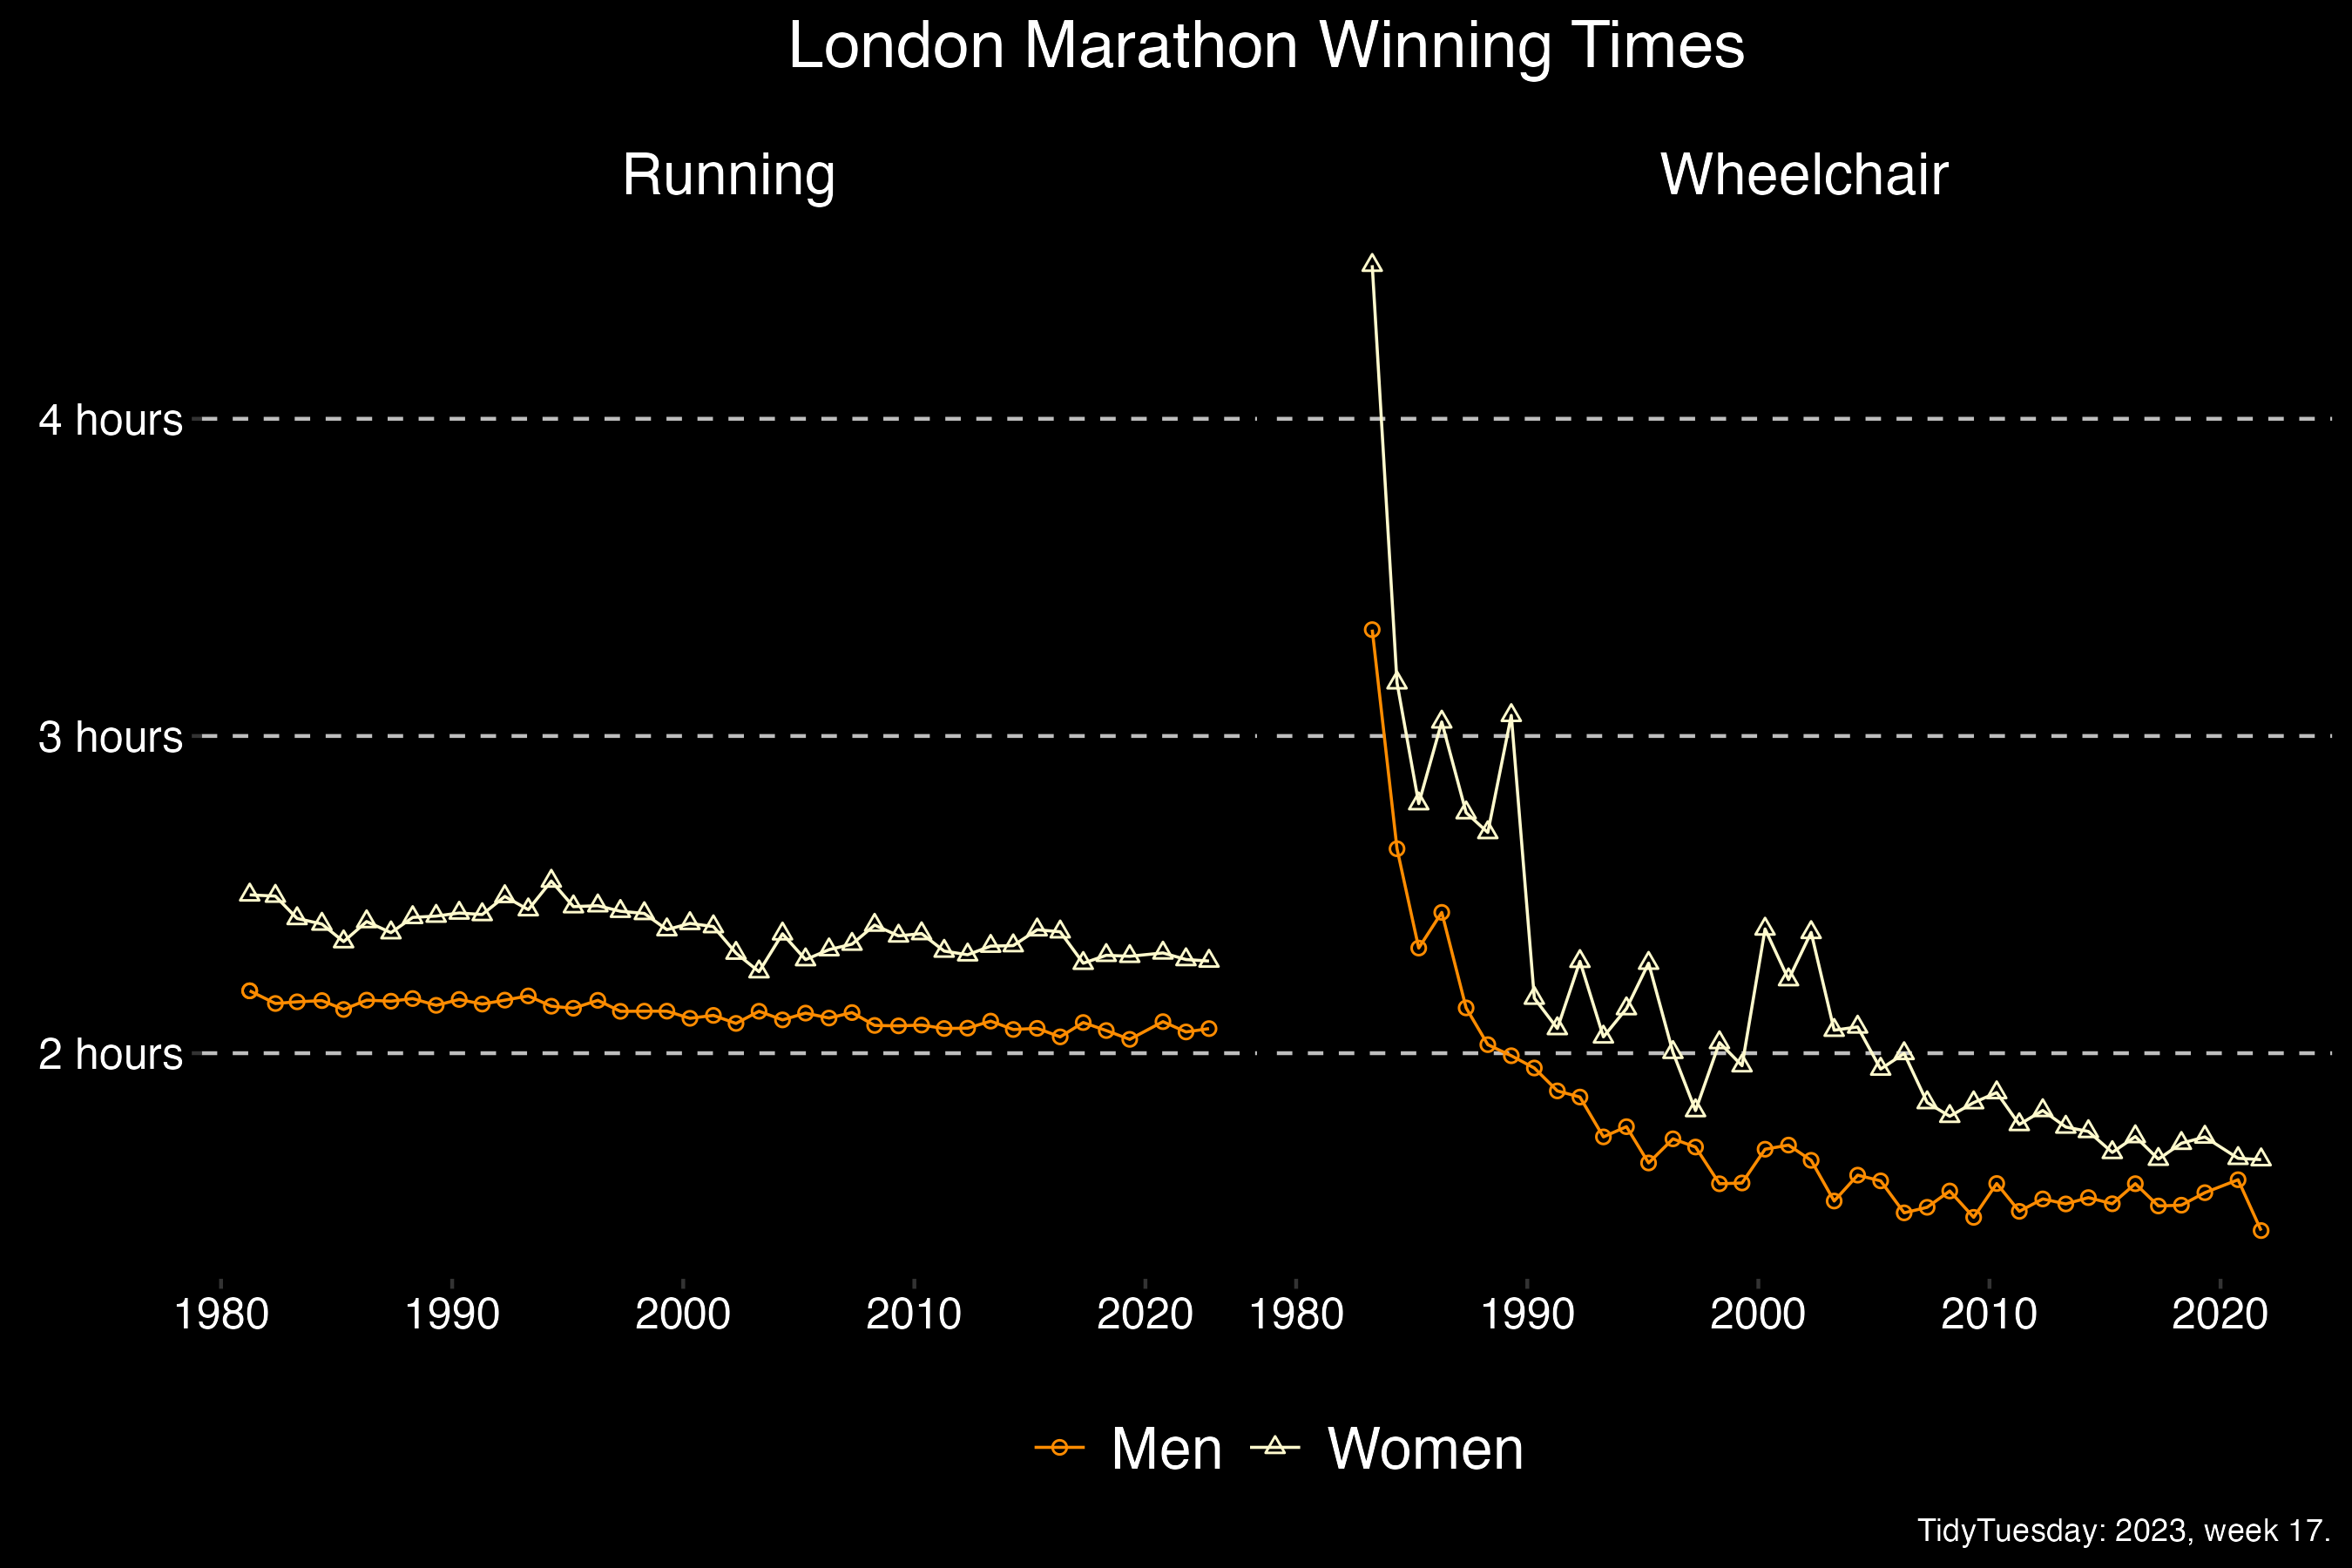 London Marathon Winning Times
Running
Wheelchair
4 hours
3 hours
2 hours
1980 1990 2000 2010 2020 1980 1990 2000 2010 2020
Men Women
TidyTuesday: 2023, week 17.